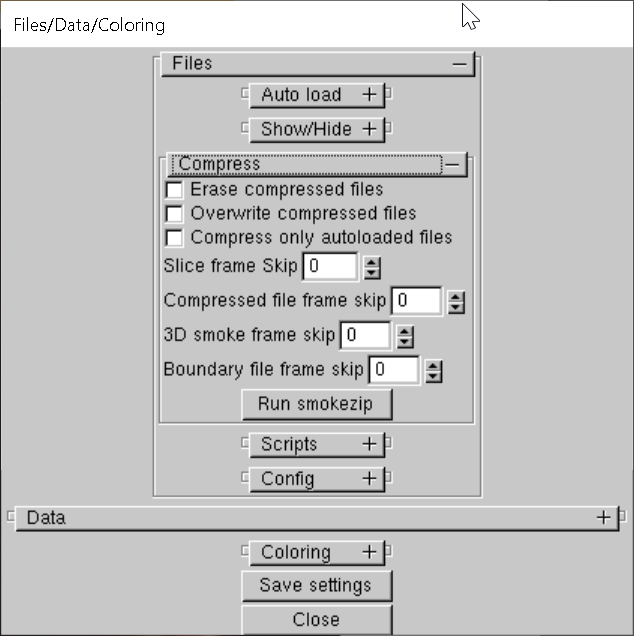 Files/Data/Coloring
Files
Auto load
Show/Hide
Compress
Erase compressed files
Overwrite compressed files
Compress only autoloaded files
Slice frame Skip 0
Compressed file frame skip 0
3D smoke frame skip 0
Boundary file frame skip 0
Run smokezip
Scripts
Config
Data
Coloring
Save settings
Close